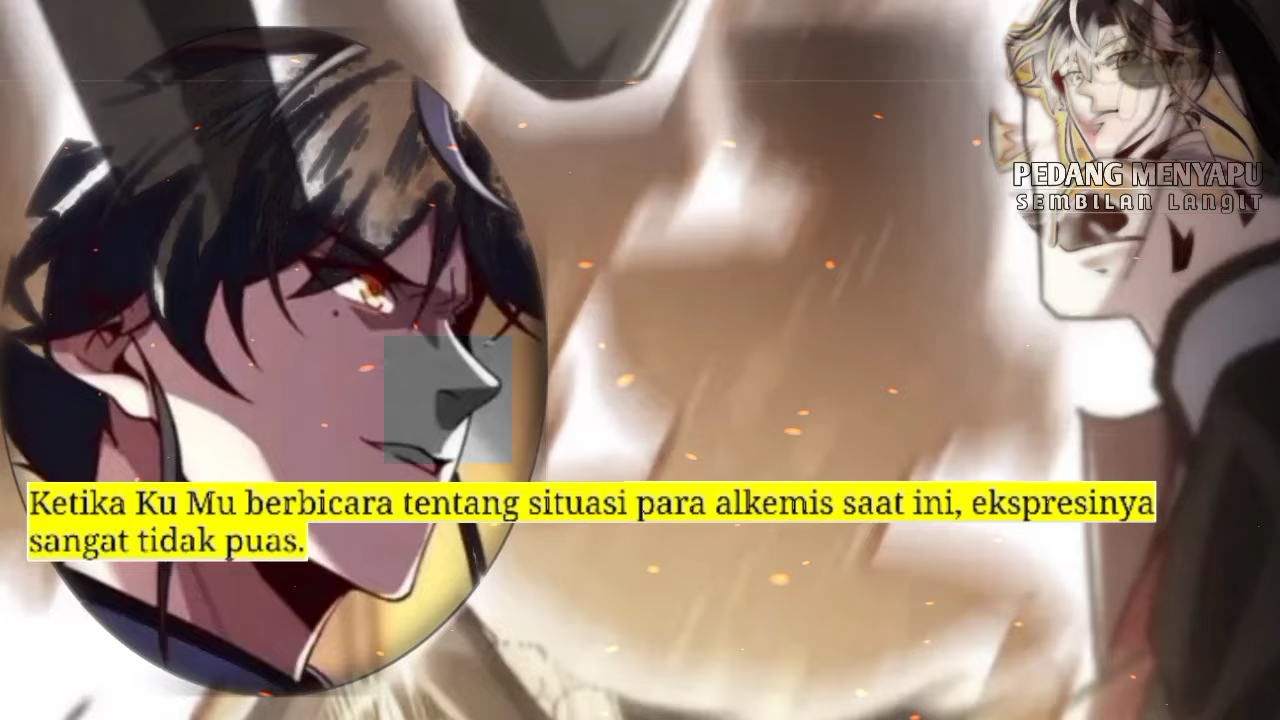 PEDANG MENYAPU
SEMBILAN LANGIT
Ketika Ku Mu berbicara tentang situasi para alkemis saat ini, ekspresinya
sangat tidak puas.